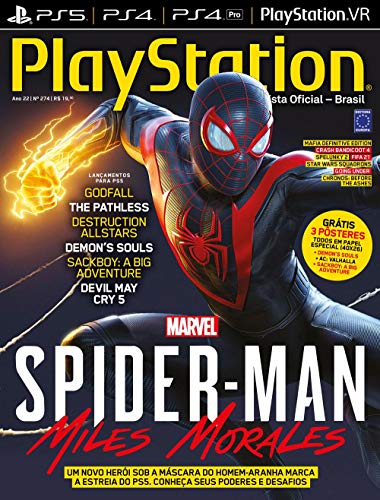 PS5 PS4 PS4 Pro PlayStation.VR
PlayStation®
ista Oficial – Brasil
Ano 22 | Nº 274 | R$ 19,
EDITORA
EUROPA
MAFIA DEFINITIVE EDITION
CRASH BANDICOOT 4
SPELUNKY 2 FIFA 21
STAR WARS SQUADRONS
GOING UNDER
CHRONOS: BEFORE
THE ASHES
LANÇAMENTOS
PARA PS5
GODFALL
THE PATHLESS
DESTRUCTION
ALLSTARS
DEMON'S SOULS
SACKBOY: A BIG
ADVENTURE
DEVIL MAY
CRY 5
GRÁTIS
3 PÔSTERES
TODOS EM PAPEL
ESPECIAL (40X26)
• DEMON'S SOULS
• AC: VALHALLA
• SACKBOY: A BIG
ADVENTURE
MARVEL
SPIDER-MAN
MILES MORALES
UM NOVO HERÓI SOB A MÁSCARA DO HOMEM-ARANHA MARCA
A ESTREIA DO PS5. CONHEÇA SEUS PODERES E DESAFIOS